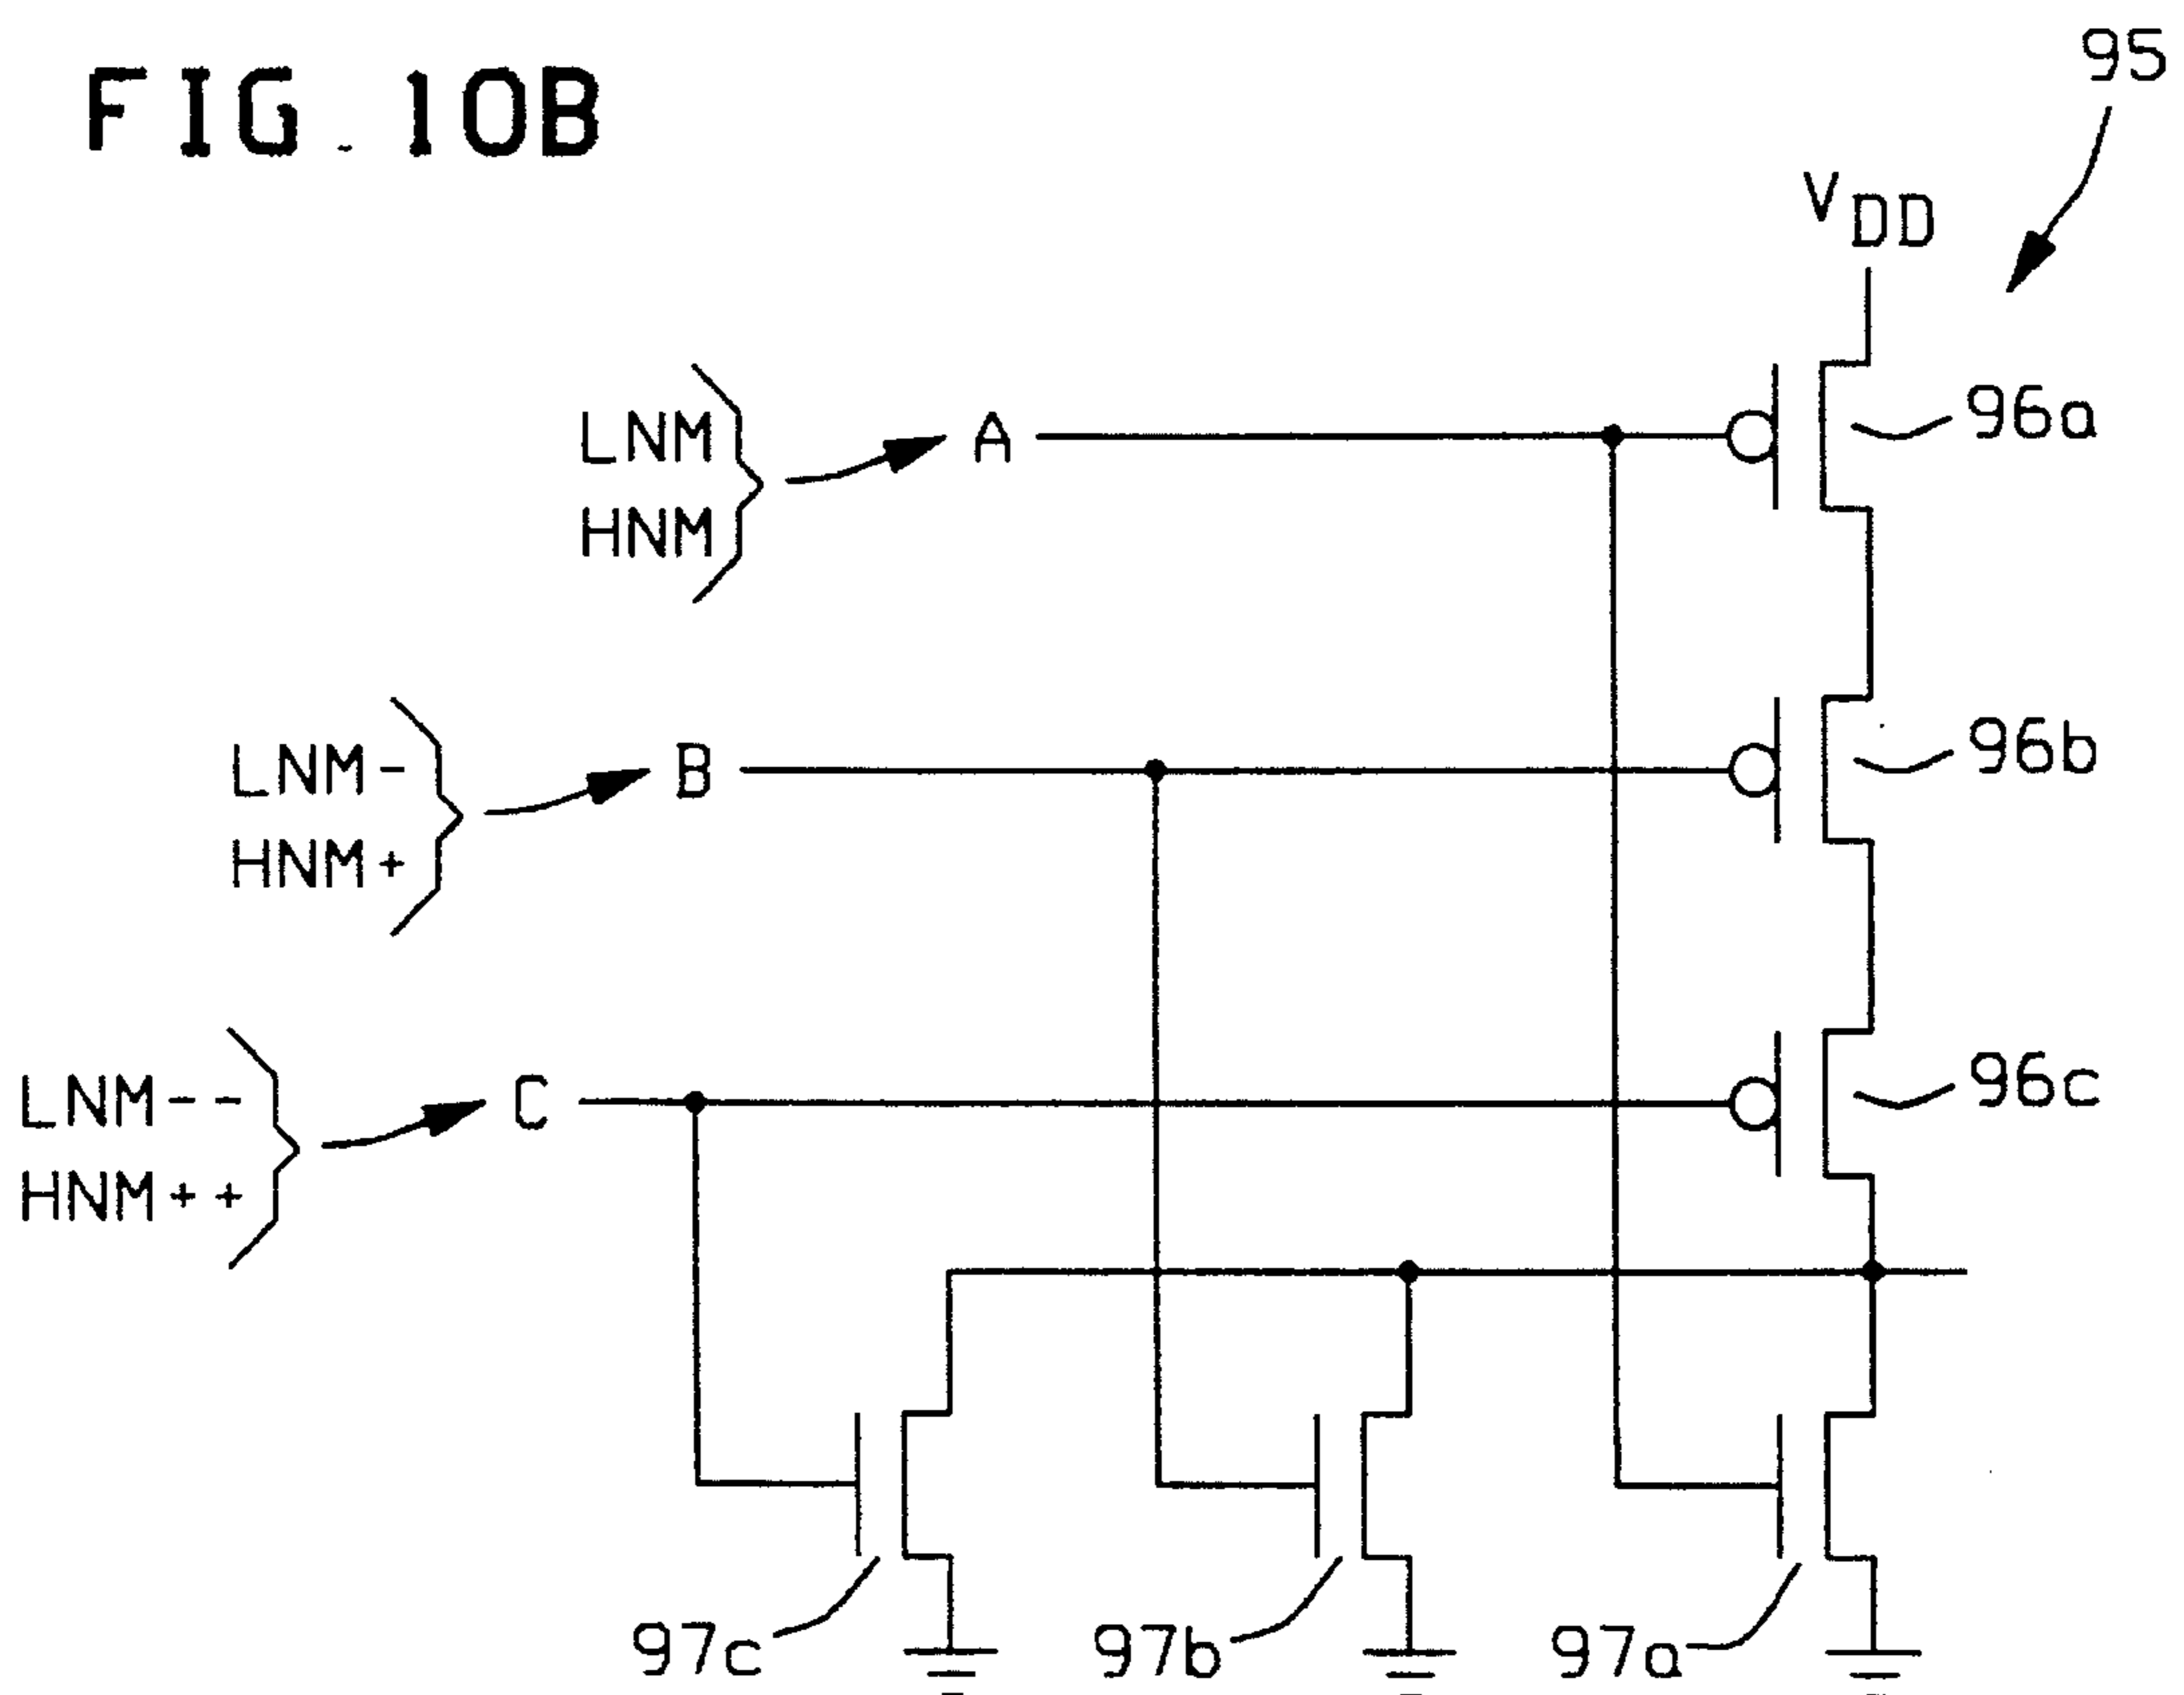 FIG. 10B
95
VDD
LNM
HNM
A
96a
LNM-
HNM+
B
96b
LNM--
HNM++
C
96c
97c
97b
97a